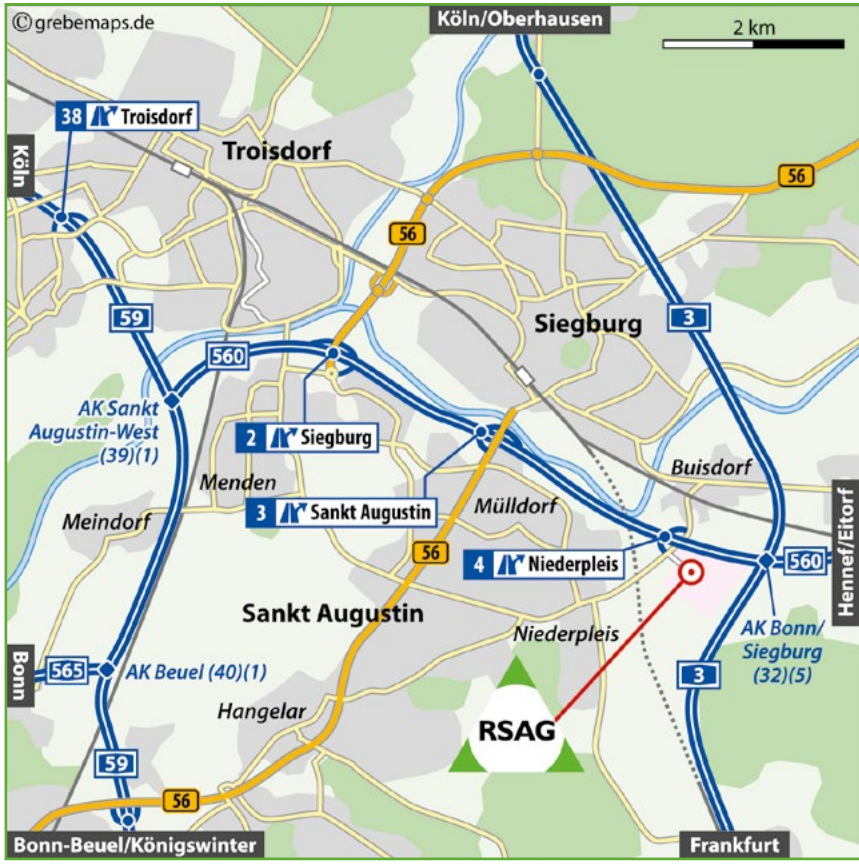 ©grebemaps.de
Köln/Oberhausen
2 km
38 Troisdorf
Köln
Troisdorf
56
56
59
3
Siegburg
560
AK Sankt
Augustin-West
(39)(1)
2 Siegburg
Menden
Buisdorf
3 Sankt Augustin
Mülldorf
Meindorf
56
4 Niederpleis
560
Hennef/Eitorf
Sankt Augustin
Niederpleis
AK Bonn/
Siegburg
(32)(5)
Bonn
565
AK Beuel (40)(1)
3
Hangelar
RSAG
59
56
Bonn-Beuel/Königswinter
Frankfurt